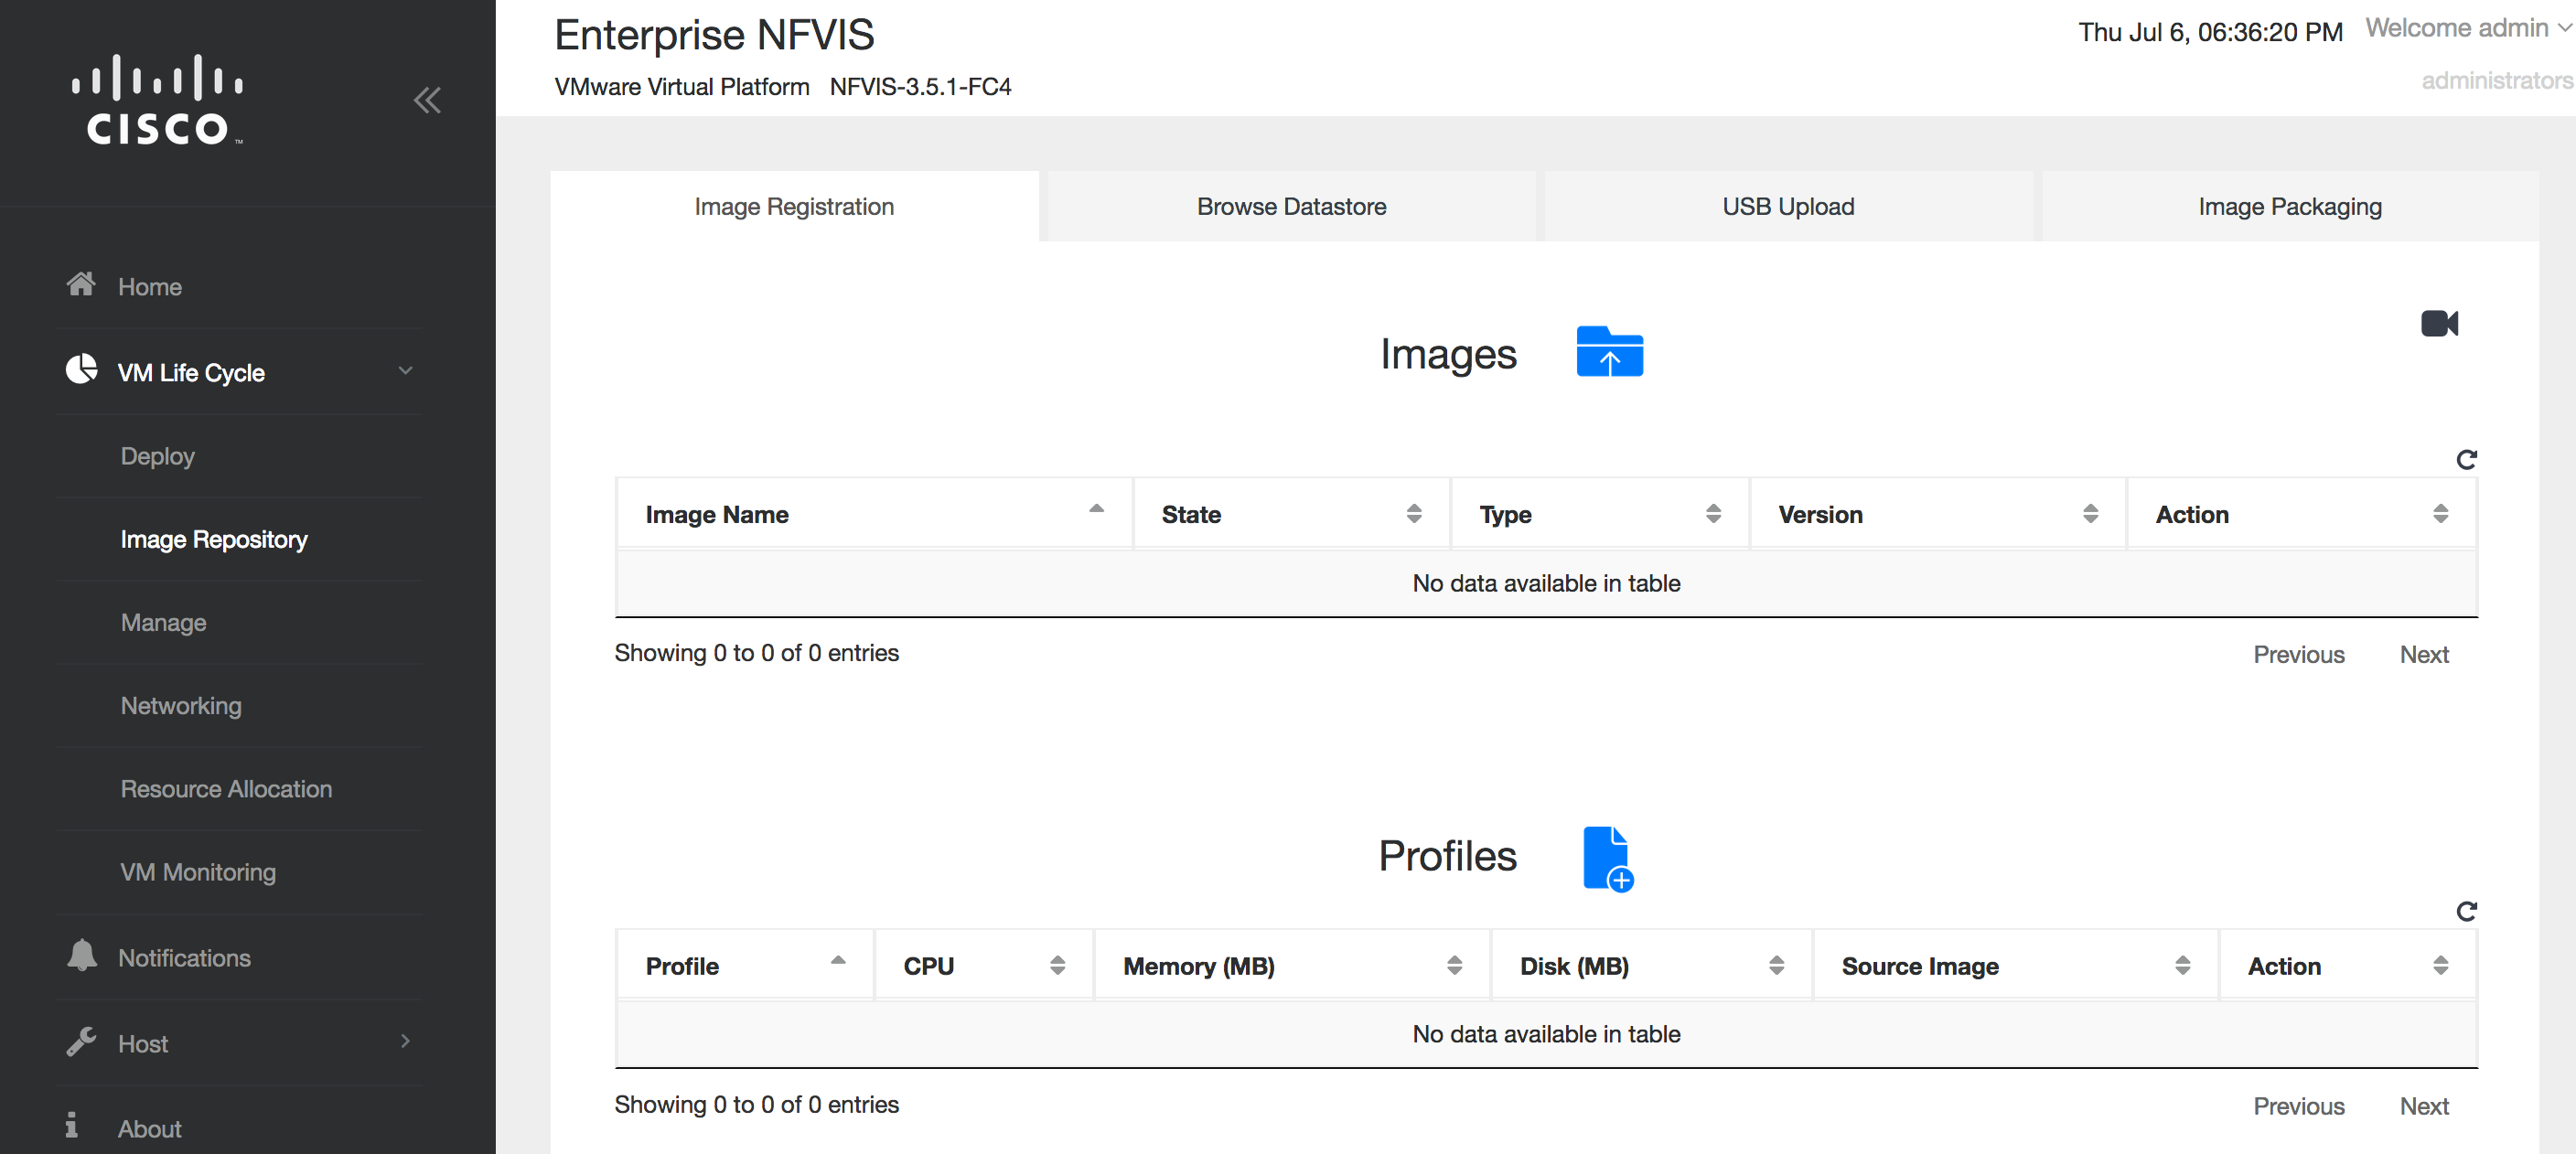 CISCO
Enterprise NFVIS
VMware Virtual Platform NFVIS-3.5.1-FC4
Thu Jul 6, 06:36:20 PM Welcome admin
administrators
Home
VM Life Cycle
Deploy
Image Repository
Manage
Networking
Resource Allocation
VM Monitoring
Notifications
Host
About
Image Registration Browse Datastore USB Upload Image Packaging
Images
Image Name State Type Version Action
No data available in table
Showing 0 to 0 of 0 entries Previous Next
Profiles
Profile CPU Memory (MB) Disk (MB) Source Image Action
No data available in table
Showing 0 to 0 of 0 entries Previous Next